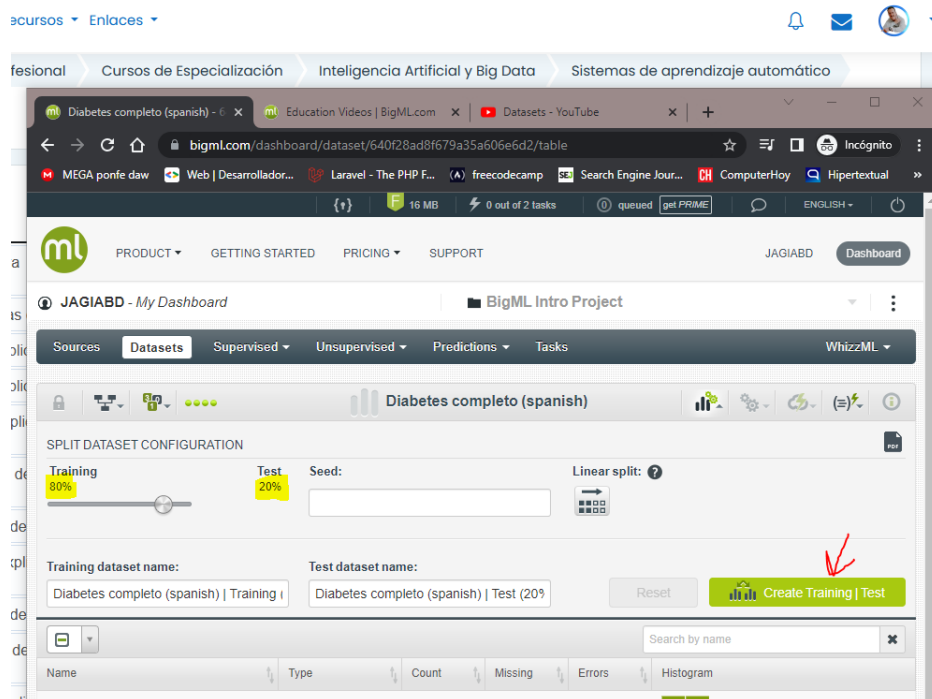 ecursos Enlaces
fesional Cursos de Especialización Inteligencia Artificial y Big Data Sistemas de aprendizaje automático
Diabetes completo (spanish) - 6 Education Videos | BigML.com Datasets - YouTube
bigml.com/dashboard/dataset/640f28ad8f679a35a606e6d2/table Incógnito
MEGA ponfe daw Web | Desarrollador... Laravel - The PHP F... freecodecamp Search Engine Jour... CH ComputerHoy Hipertextual »
F 16 MB 0 out of 2 tasks 0 queued get PRIME ENGLISH
ml PRODUCT GETTING STARTED PRICING SUPPORT JAGIABD Dashboard
JAGIABD - My Dashboard BigML Intro Project
Sources Datasets Supervised Unsupervised Predictions Tasks WhizzML
Diabetes completo (spanish)
SPLIT DATASET CONFIGURATION PDF
Training Test Seed: Linear split: ?
80% 20%
Training dataset name: Test dataset name:
Diabetes completo (spanish) | Training ( Diabetes completo (spanish) | Test (20% Reset Create Training | Test
Search by name
Name Type Count Missing Errors Histogram